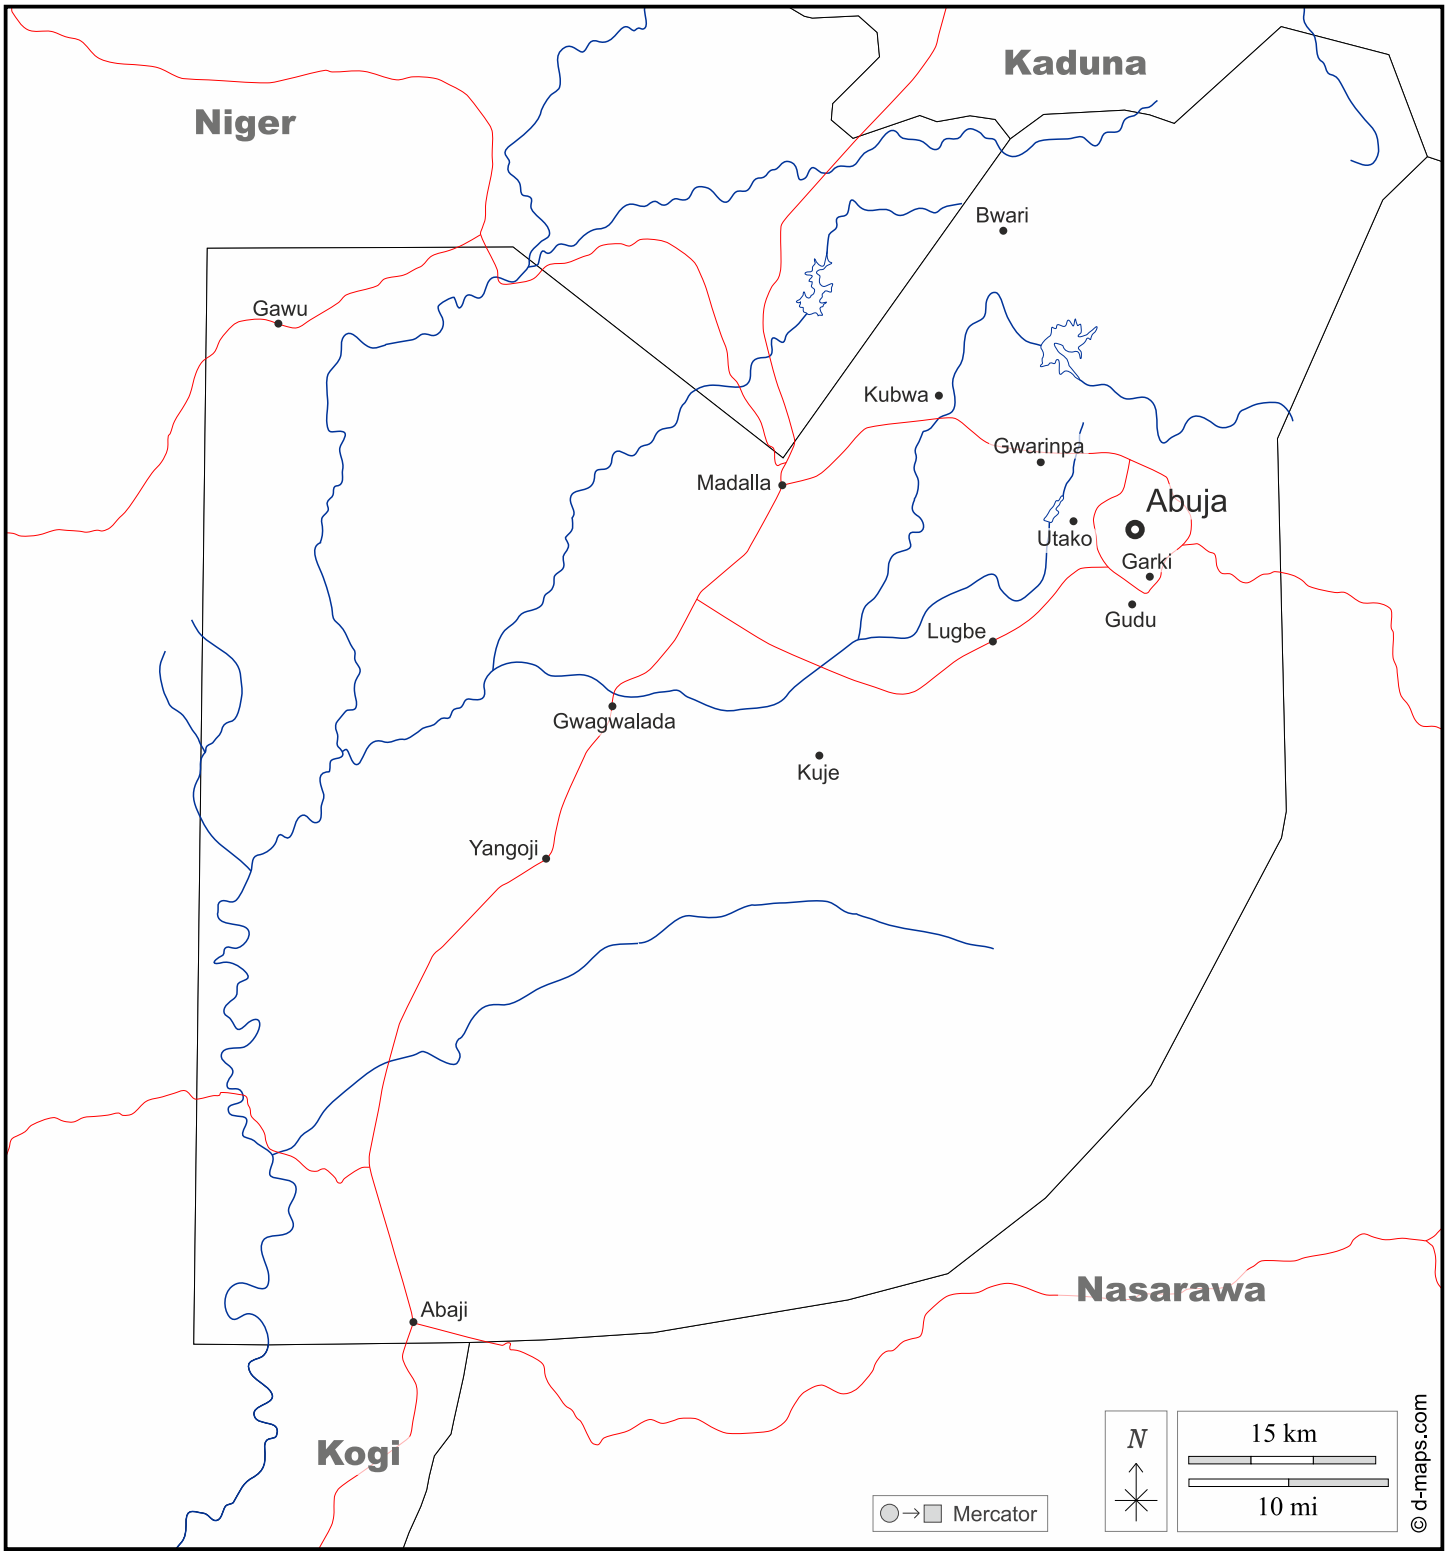 Kaduna
Niger
Bwari
Gawu
Kubwa
Gwarinpa
Madalla
Abuja
Utako
Garki
Gudu
Lugbe
Gwagwalada
Kuje
Yangoji
Nasarawa
Abaji
Kogi
N
15 km
10 mi
Mercator
© d-maps.com